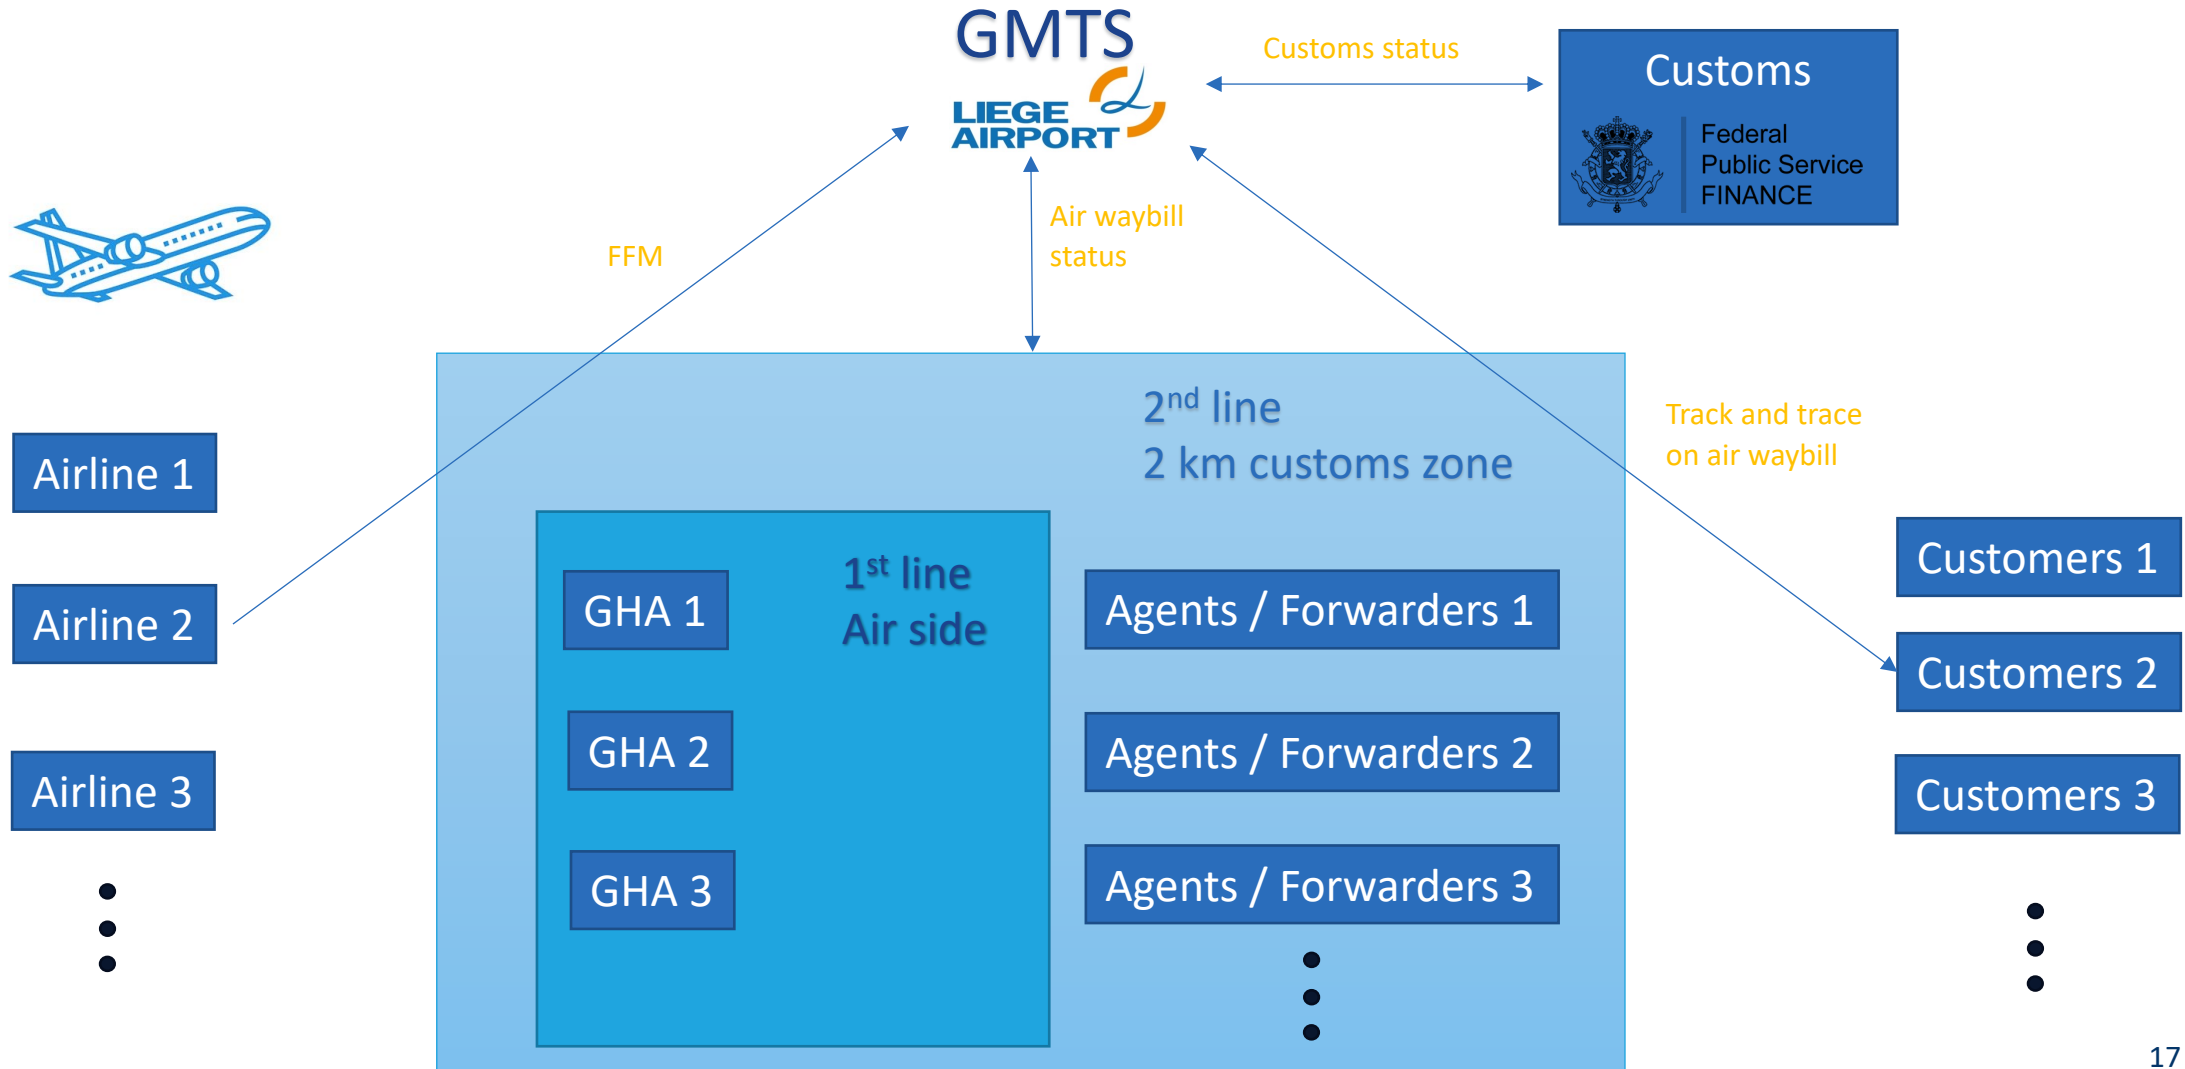 GMTS
LIEGE
AIRPORT
Customs status
Customs
Federal
Public Service
FINANCE
FFM
Air waybill
status
2nd line
2 km customs zone
Track and trace
on air waybill
Airline 1
Airline 2
Airline 3
1st line
Air side
GHA 1
GHA 2
GHA 3
Agents / Forwarders 1
Agents / Forwarders 2
Agents / Forwarders 3
Customers 1
Customers 2
Customers 3
17